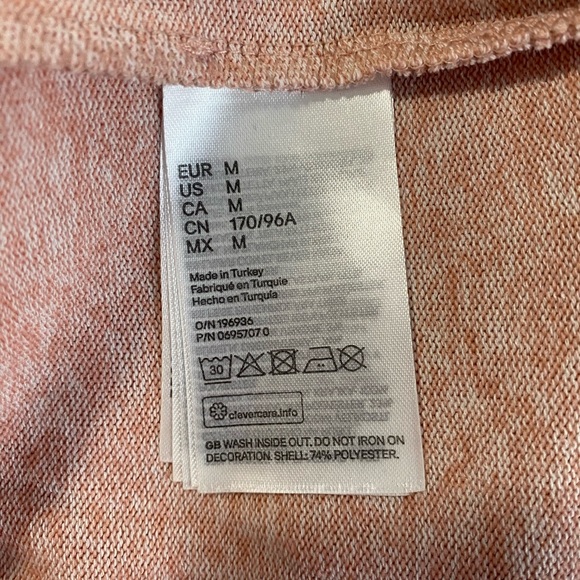 EUR M
US M
CA M
CN 170/96A
MX M
Made in Turkey
Fabriqué en Turquie
Hecho en Turquía
O/N 196936
P/N 0695707 0
30
clevercare.info
GB WASH INSIDE OUT. DO NOT IRON ON
DECORATION. SHELL: 74% POLYESTER.